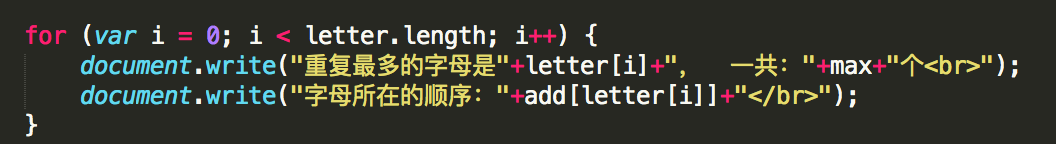 for (var i = 0; i < letter.length; i++) {
    document.write("重复最多的字母是"+letter[i]+",  一共："+max+"个<br>");
    document.write("字母所在的顺序："+add[letter[i]]+"</br>");
}